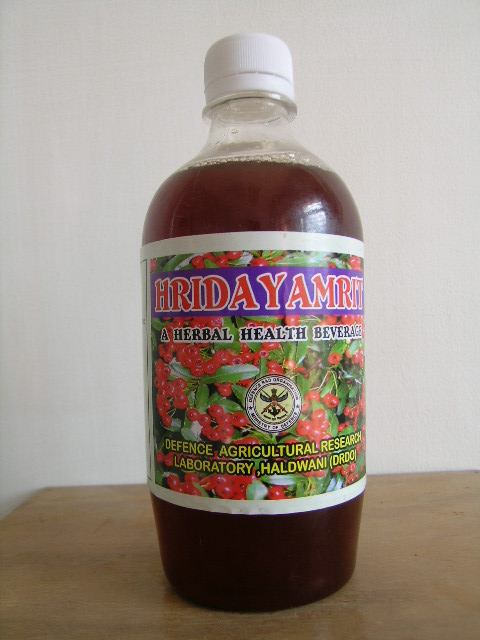 HRIDAYAMRIT
A HERBAL HEALTH BEVERAGE
DEFENCE AGRICULTURAL RESEARCH
LABORATORY ,HALDWANI (DRDO)